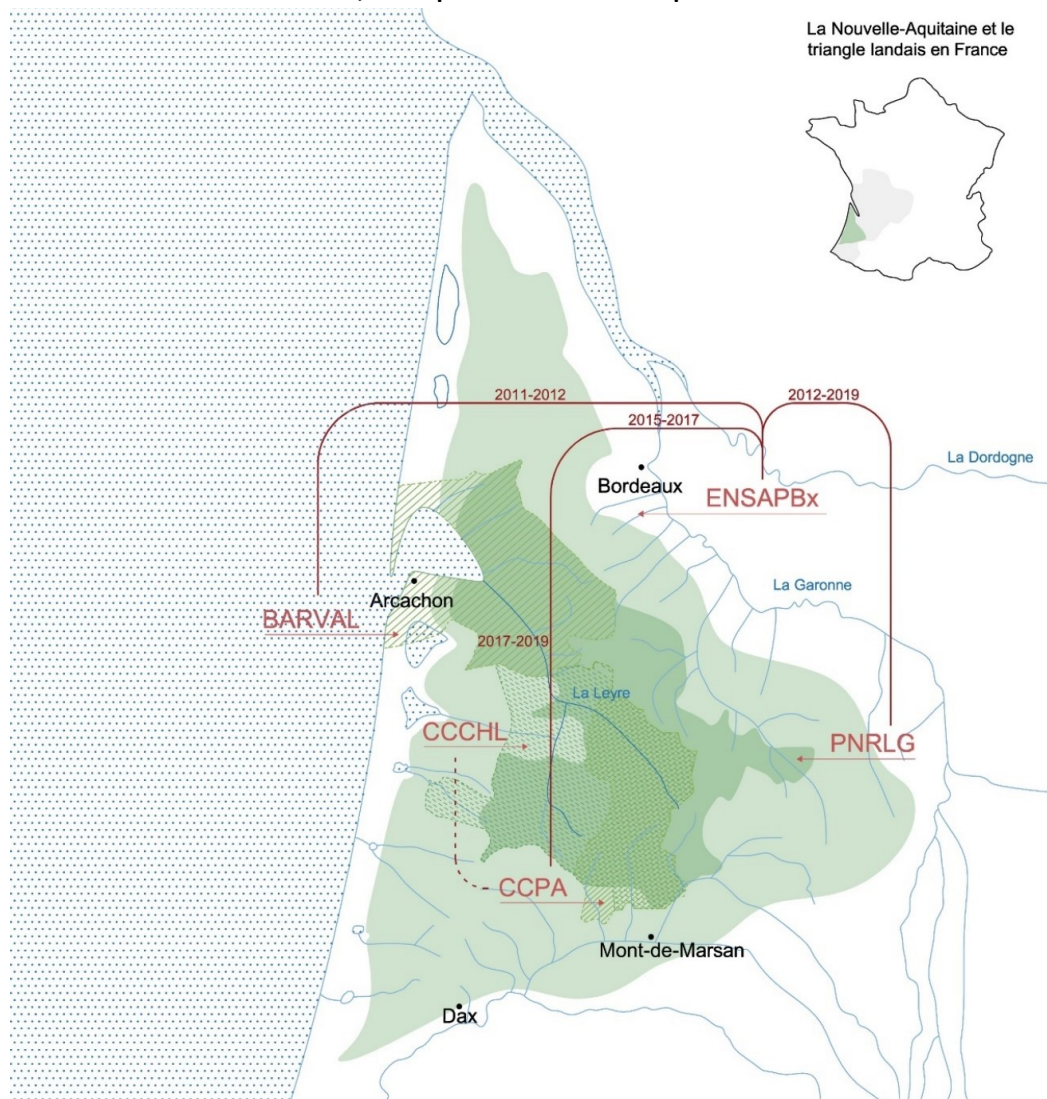 La Nouvelle-Aquitaine et le
triangle landais en France
2011-2012
2012-2019
2015-2017
La Dordogne
Bordeaux
ENSAPBx
La Garonne
Arcachon
BARVAL
2017-2019
La Leyre
CCCHL
PNRLG
CCPA
Mont-de-Marsan
Dax